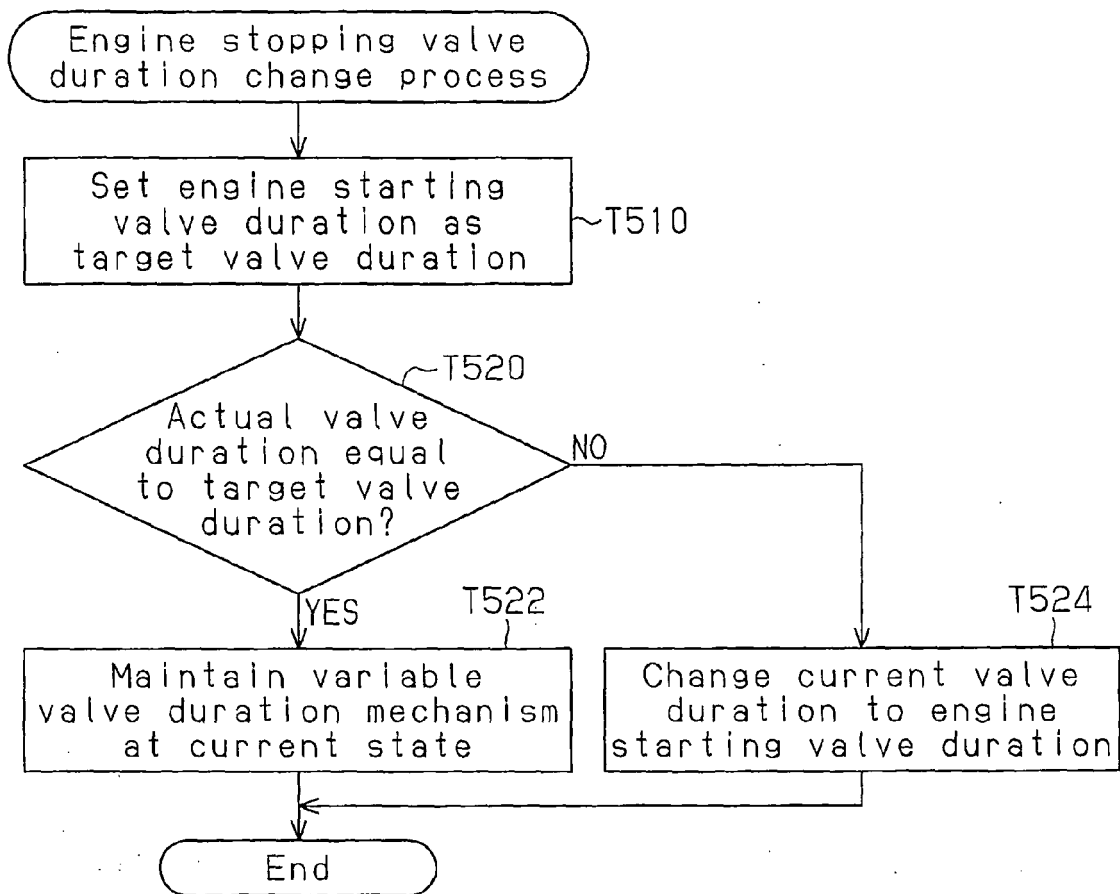 Engine stopping valve
duration change process
Set engine starting
valve duration as
target valve duration
T510
T520
Actual valve
duration equal
to target valve
duration?
NO
YES
T522
Maintain variable
valve duration mechanism
at current state
T524
Change current valve
duration to engine
starting valve duration
End